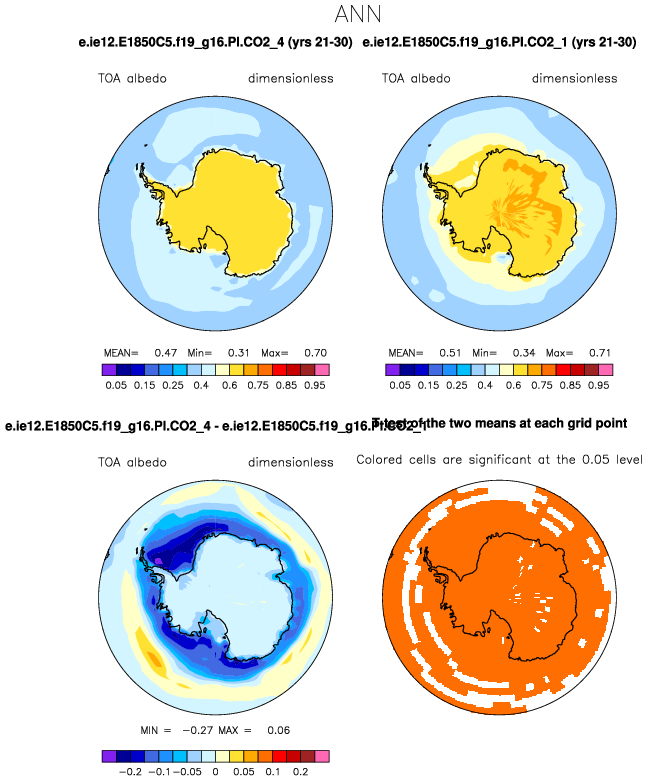 ANN
e.ie12.E1850C5.f19_g16.PI.CO2_4 (yrs 21-30) e.ie12.E1850C5.f19_g16.PI.CO2_1 (yrs 21-30)
TOA albedo dimensionless TOA albedo dimensionless
MEAN= 0.47 Min= 0.31 Max= 0.70 MEAN= 0.51 Min= 0.34 Max= 0.71
0.05 0.15 0.25 0.4 0.6 0.75 0.85 0.95 0.05 0.15 0.25 0.4 0.6 0.75 0.85 0.95
e.ie12.E1850C5.f19_g16.PI.CO2_4 - e.ie12.E1850C5.f19_g16.PI.CO2_1 T-test of the two means at each grid point
TOA albedo dimensionless Colored cells are significant at the 0.05 level
MIN = -0.27 MAX = 0.06
-0.2 -0.1 -0.05 0 0.05 0.1 0.2